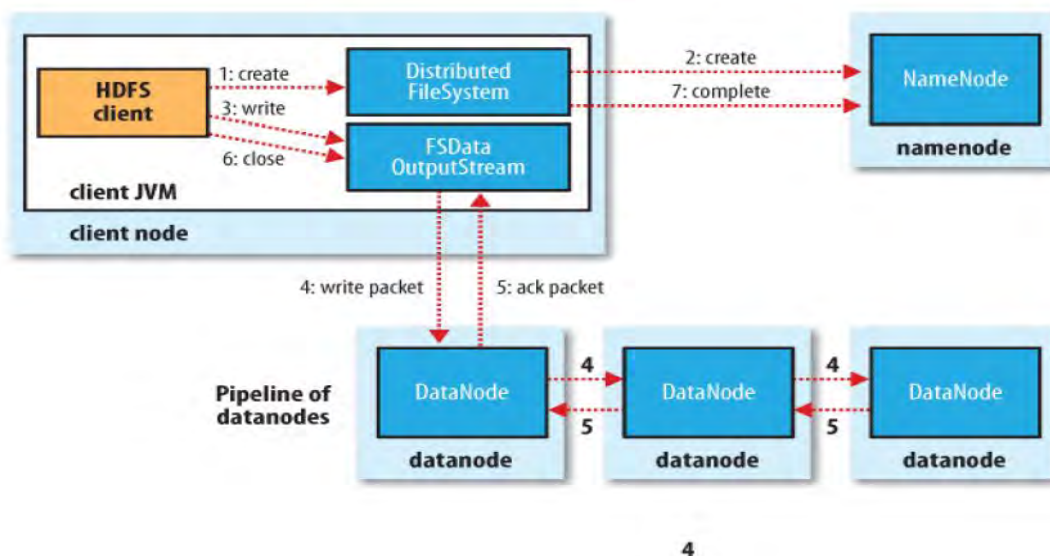 HDFS
client
1: create
3: write
6: close
Distributed
FileSystem
FSData
OutputStream
client JVM
client node
2: create
7: complete
NameNode
namenode
4: write packet
5: ack packet
Pipeline of
datanodes
DataNode
datanode
4
5
DataNode
datanode
4
5
DataNode
datanode
4